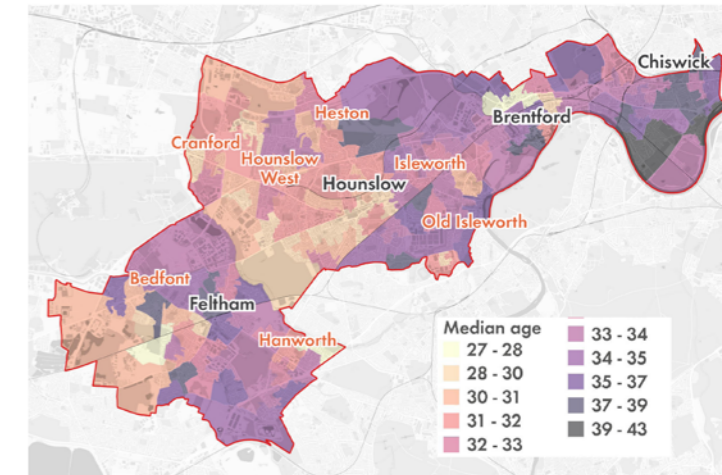 Chiswick
Heston
Brentford
Cranford
Hounslow
West
Isleworth
Hounslow
Old Isleworth
Bedfont
Feltham
Hanworth
Median age
27 - 28
28 - 30
30 - 31
31 - 32
32 - 33
33 - 34
34 - 35
35 - 37
37 - 39
39 - 43